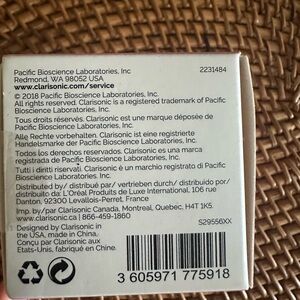 Pacific Bioscience Laboratories, Inc 2231484
Redmond, WA 98052 USA
www.clarisonic.com/service
© 2018 Pacific Bioscience Laboratories, Inc.
All rights reserved. Clarisonic is a registered trademark of Pacific
Bioscience Laboratories, Inc.
Tous droits réservés. Clarisonic est une marque déposée de
Pacific Bioscience Laboratories, Inc.
Alle Rechte vorbehalten. Clarisonic ist eine registrierte
Handelsmarke der Pacific Bioscience Laboratories, Inc.
Todos los derechos reservados. Clarisonic es una marca
registrada de Pacific Bioscience Laboratories, Inc.
Tutti i diritti riservati. Clarisonic è un marchio registrato di Pacific
Bioscience Laboratories, Inc.
Distributed by/ distribué par/ vertrieben durch/ distribuido por/
distribuito da: L'Oréal Produits de Luxe International, 106 rue
Danton, 92300 Levallois-Perret, France
Imp. by/par Clarisonic Canada, Montreal, Quebec, H4T 1K5.
www.clarisonic.ca | 866-459-1860
S29556XX
Designed by Clarisonic in
the USA, made in China.
Conçu par Clarisonic aux
Etats-Unis, fabriqué en Chine.
3 605971 775918